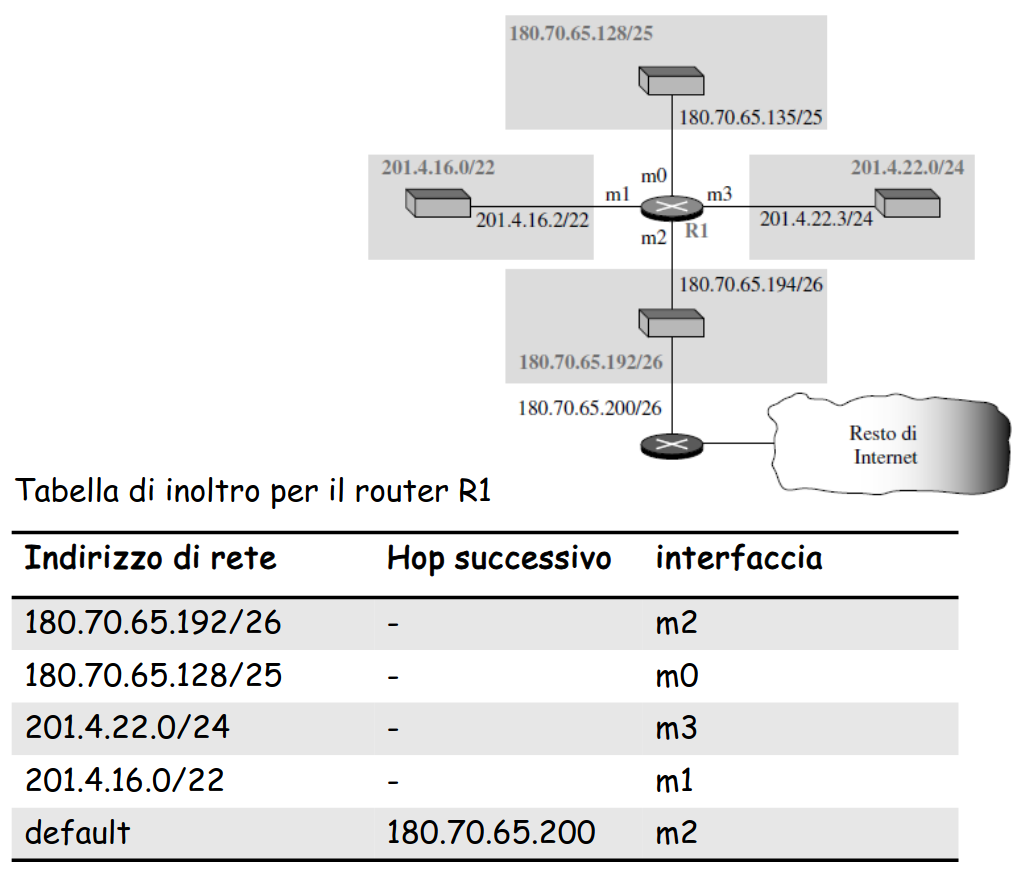 180.70.65.128/25
180.70.65.135/25
201.4.16.0/22
201.4.22.0/24
m0
m1
m3
201.4.16.2/22
201.4.22.3/24
m2
R1
180.70.65.194/26
180.70.65.192/26
180.70.65.200/26
Resto di
Internet
Tabella di inoltro per il router R1
Indirizzo di rete Hop successivo interfaccia
180.70.65.192/26 - m2
180.70.65.128/25 - m0
201.4.22.0/24 - m3
201.4.16.0/22 - m1
default 180.70.65.200 m2